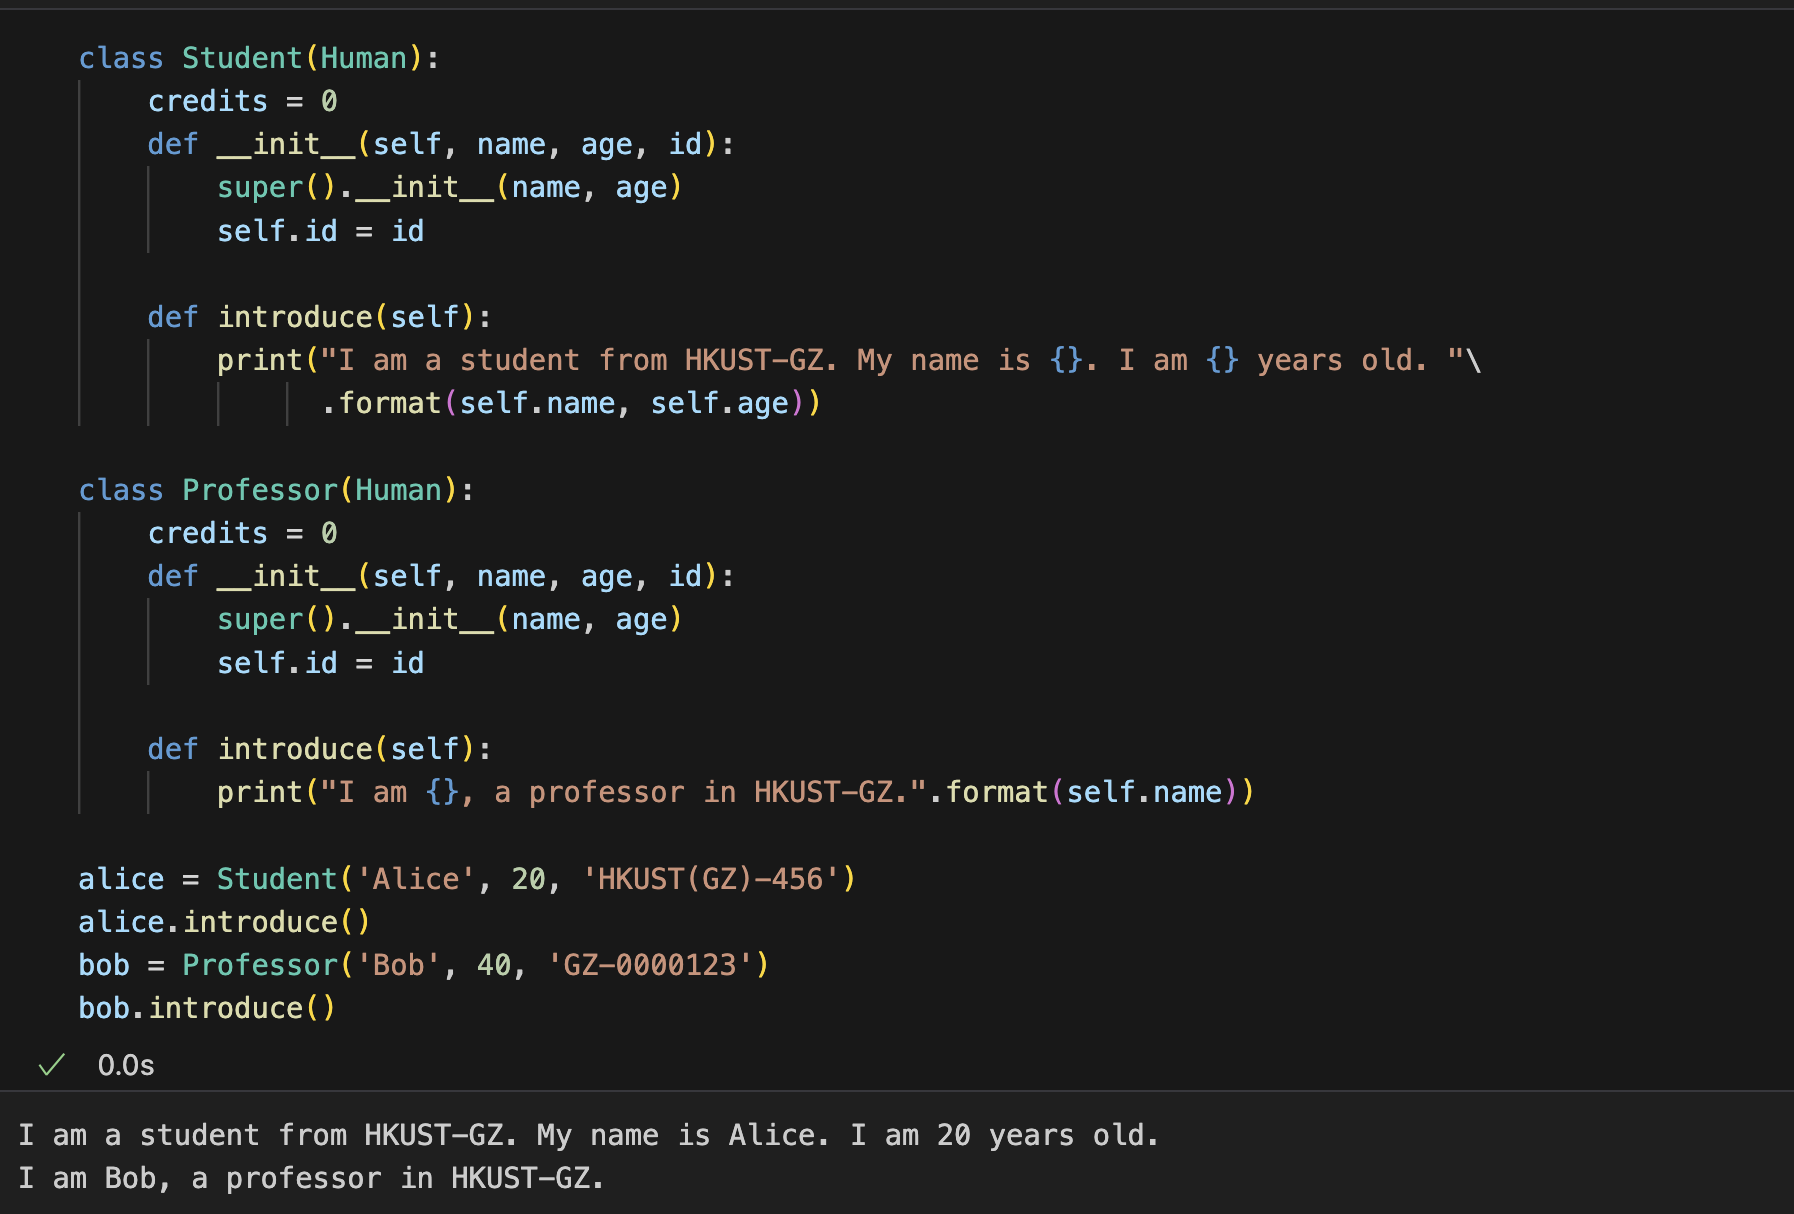 class Student(Human):
    credits = 0
    def __init__(self, name, age, id):
        super().__init__(name, age)
        self.id = id

    def introduce(self):
        print("I am a student from HKUST-GZ. My name is {}. I am {} years old. "\
              .format(self.name, self.age))

class Professor(Human):
    credits = 0
    def __init__(self, name, age, id):
        super().__init__(name, age)
        self.id = id

    def introduce(self):
        print("I am {}, a professor in HKUST-GZ.".format(self.name))

alice = Student('Alice', 20, 'HKUST(GZ)-456')
alice.introduce()
bob = Professor('Bob', 40, 'GZ-0000123')
bob.introduce()
✓ 0.0s
I am a student from HKUST-GZ. My name is Alice. I am 20 years old.
I am Bob, a professor in HKUST-GZ.